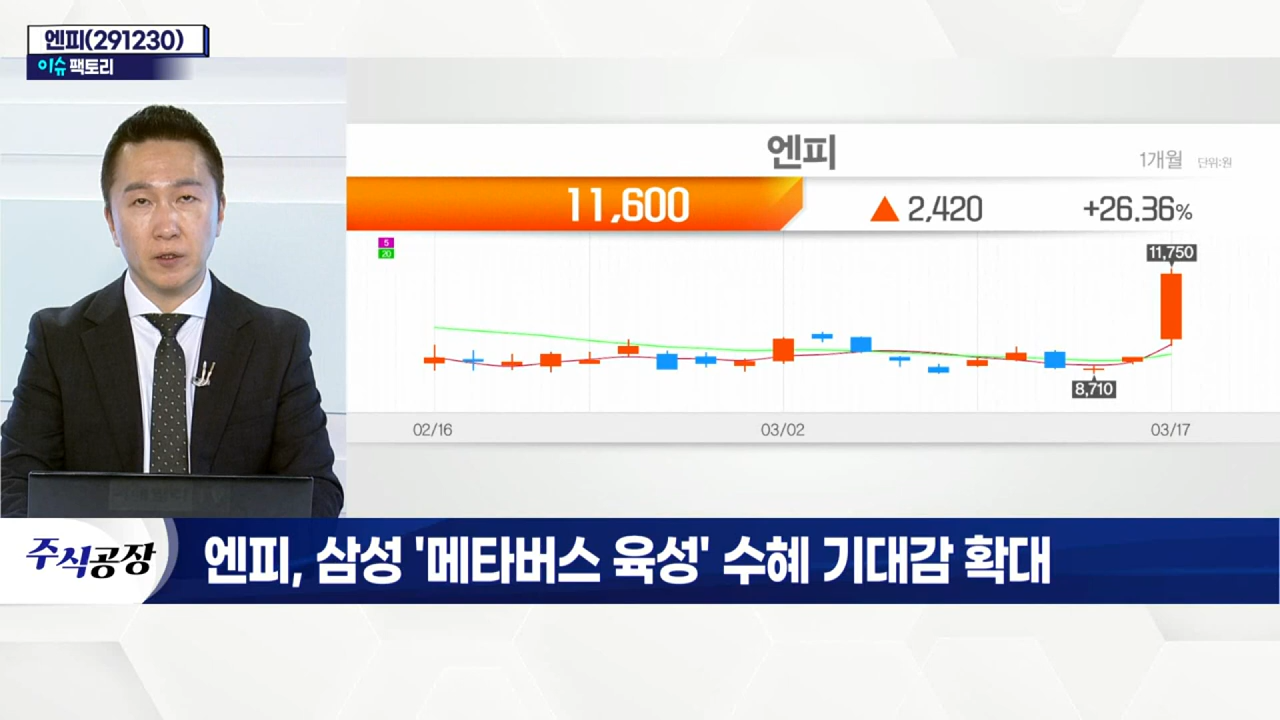 엔피(291230)
이슈 팩토리
엔피
1개월 단위:원
11,600
▲ 2,420
+26.36%
5
20
11,750
8,710
02/16
03/02
03/17
주식공장
엔피, 삼성 '메타버스 육성' 수혜 기대감 확대